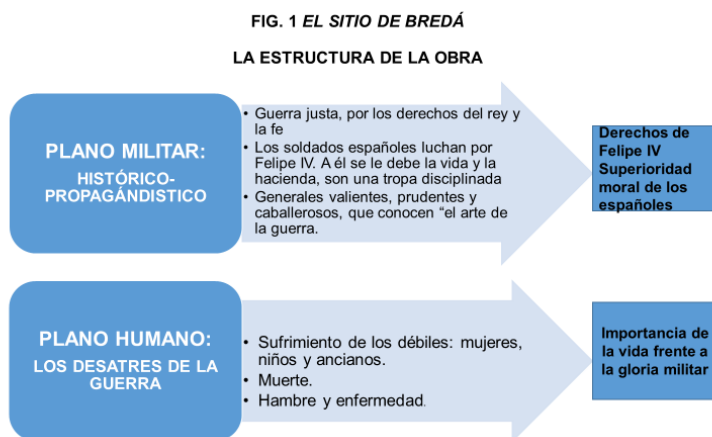 FIG. 1 EL SITIO DE BREDÁ
LA ESTRUCTURA DE LA OBRA
PLANO MILITAR:
HISTÓRICO-
PROPAGÁNDISTICO
• Guerra justa, por los derechos del rey y
la fe
• Los soldados españoles luchan por
Felipe IV. A él se le debe la vida y la
hacienda, son una tropa disciplinada
• Generales valientes, prudentes y
caballerosos, que conocen “el arte de
la guerra.
Derechos de
Felipe IV
Superioridad
moral de los
españoles
PLANO HUMANO:
LOS DESATRES DE LA
GUERRA
• Sufrimiento de los débiles: mujeres,
niños y ancianos.
• Muerte.
• Hambre y enfermedad.
Importancia de
la vida frente a
la gloria militar